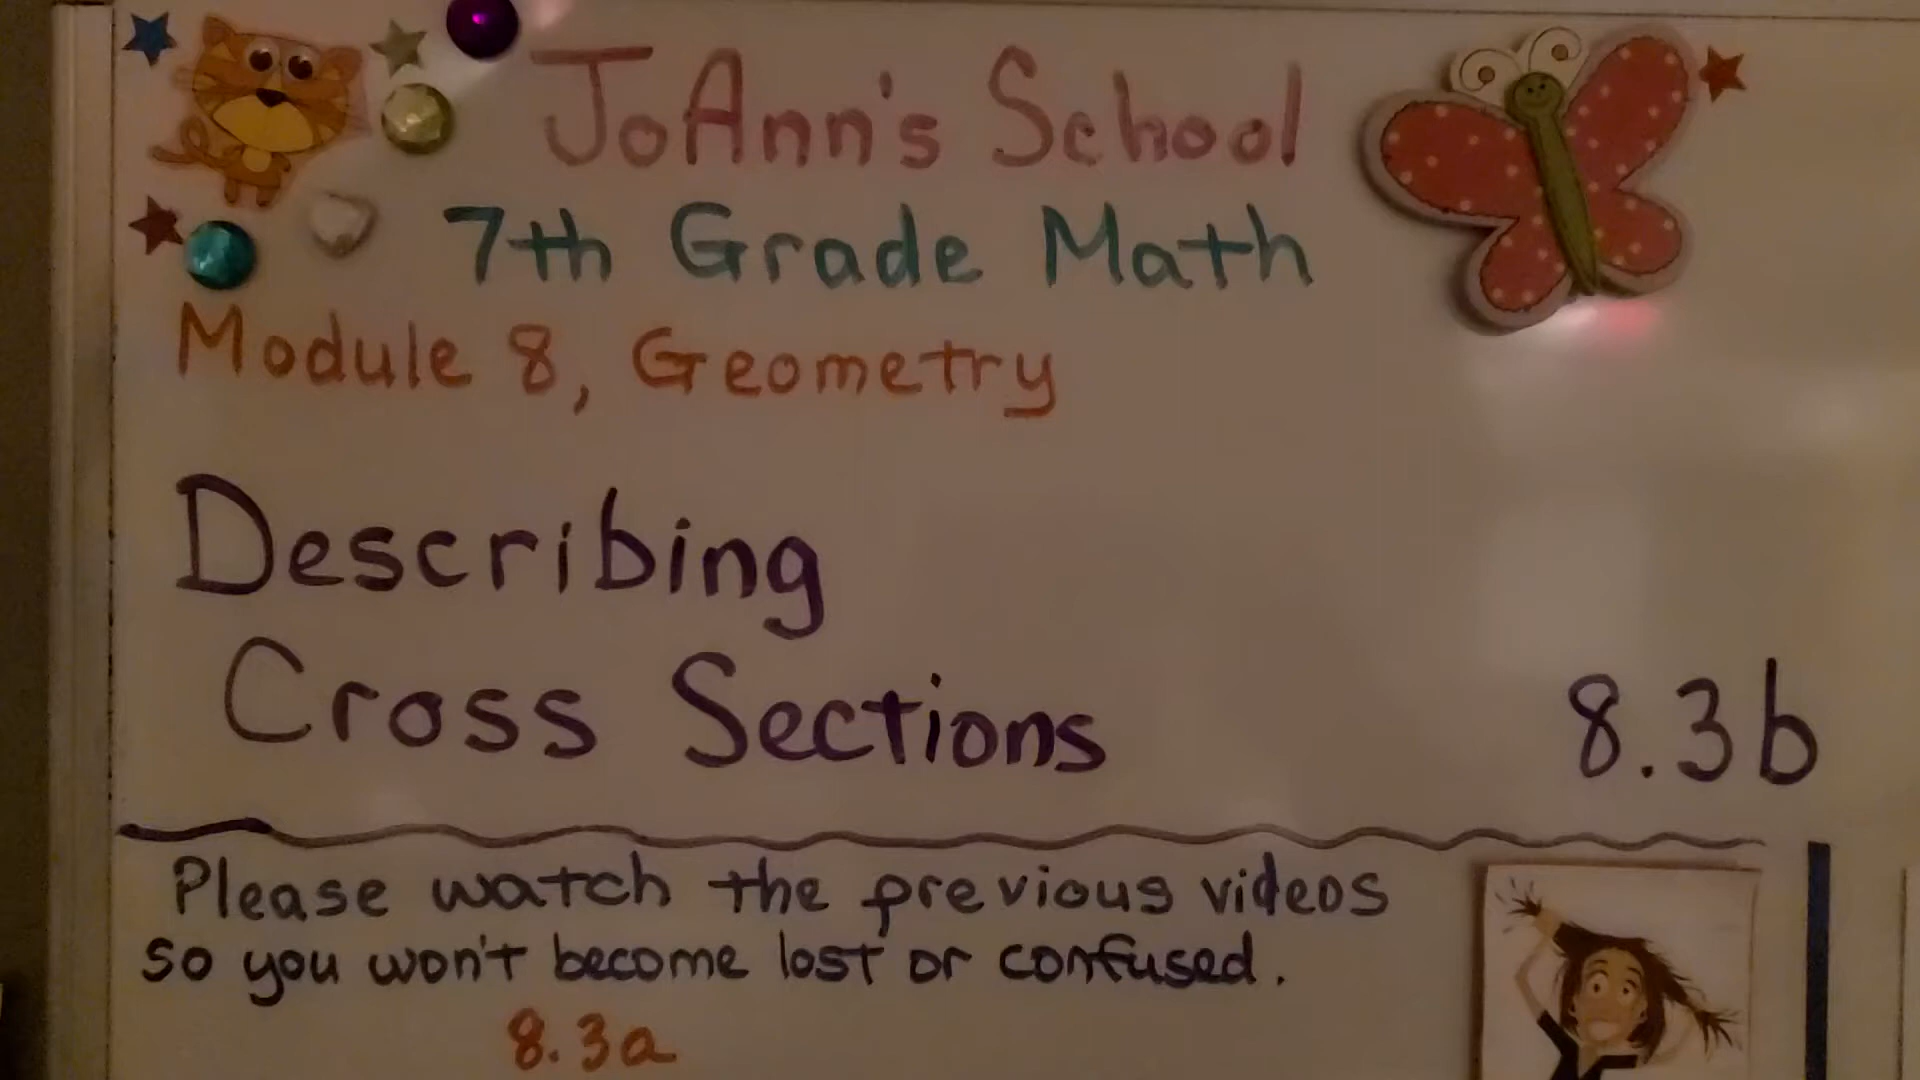 JoAnn's School
7th Grade Math
Module 8, Geometry
Describing
Cross Sections
8.3b
Please watch the previous videos
so you won't become lost or confused.
8.3a